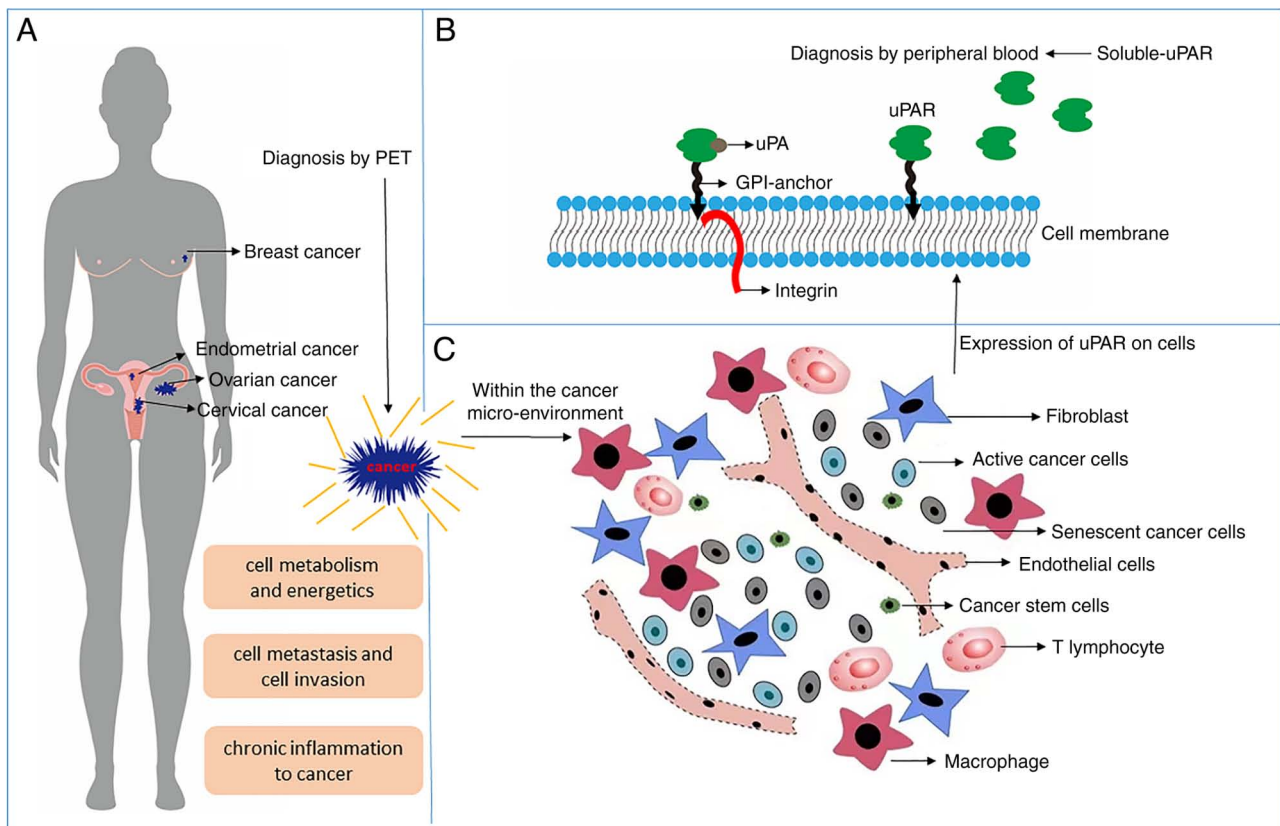 A
Diagnosis by PET
Breast cancer
Endometrial cancer
Ovarian cancer
Cervical cancer
cancer
cell metabolism
and energetics
cell metastasis and
cell invasion
chronic inflammation
to cancer
B
Diagnosis by peripheral blood
Soluble-uPAR
uPAR
uPA
GPI-anchor
Cell membrane
Integrin
C
Expression of uPAR on cells
Within the cancer
micro-environment
Fibroblast
Active cancer cells
Senescent cancer cells
Endothelial cells
Cancer stem cells
T lymphocyte
Macrophage